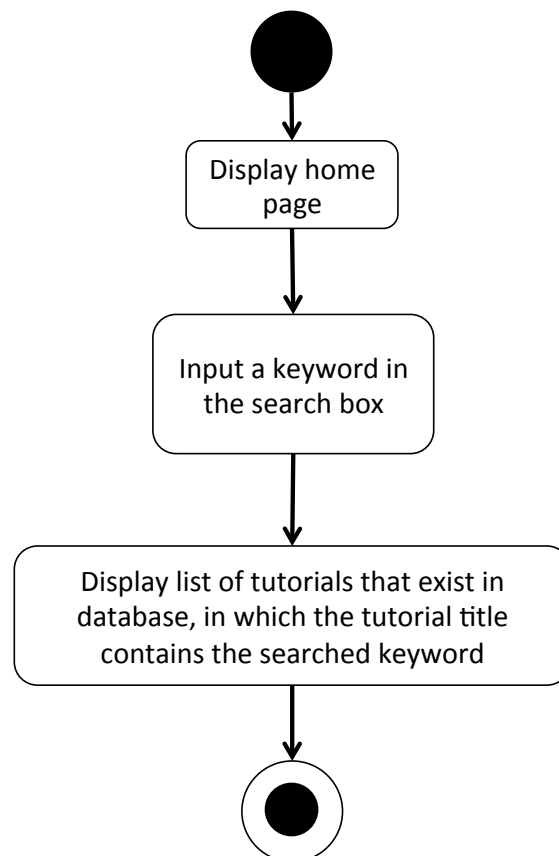 Display home
page
Input a keyword in
the search box
Display list of tutorials that exist in
database, in which the tutorial title
contains the searched keyword